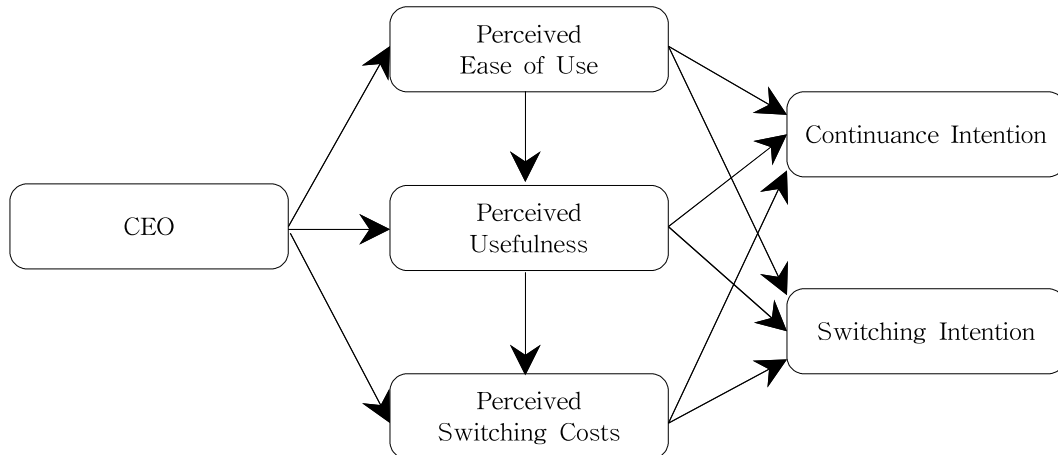 Perceived
Ease of Use
Continuance Intention
CEO
Perceived
Usefulness
Switching Intention
Perceived
Switching Costs